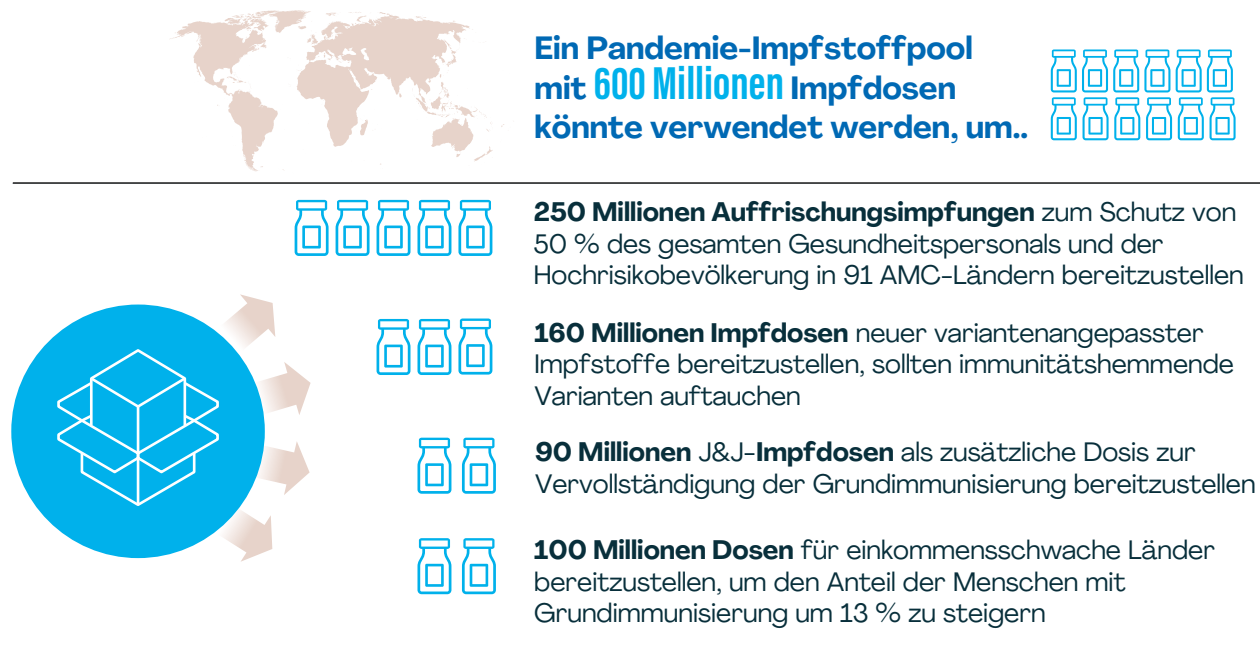 Ein Pandemie-Impfstoffpool
mit 600 Millionen Impfdosen
könnte verwendet werden, um..
250 Millionen Auffrischungsimpfungen zum Schutz von
50 % des gesamten Gesundheitspersonals und der
Hochrisikobevölkerung in 91 AMC-Ländern bereitzustellen
160 Millionen Impfdosen neuer variantenangepasster
Impfstoffe bereitzustellen, sollten immunitätshemmende
Varianten auftauchen
90 Millionen J&J-Impfdosen als zusätzliche Dosis zur
Vervollständigung der Grundimmunisierung bereitzustellen
100 Millionen Dosen für einkommensschwache Länder
bereitzustellen, um den Anteil der Menschen mit
Grundimmunisierung um 13 % zu steigern